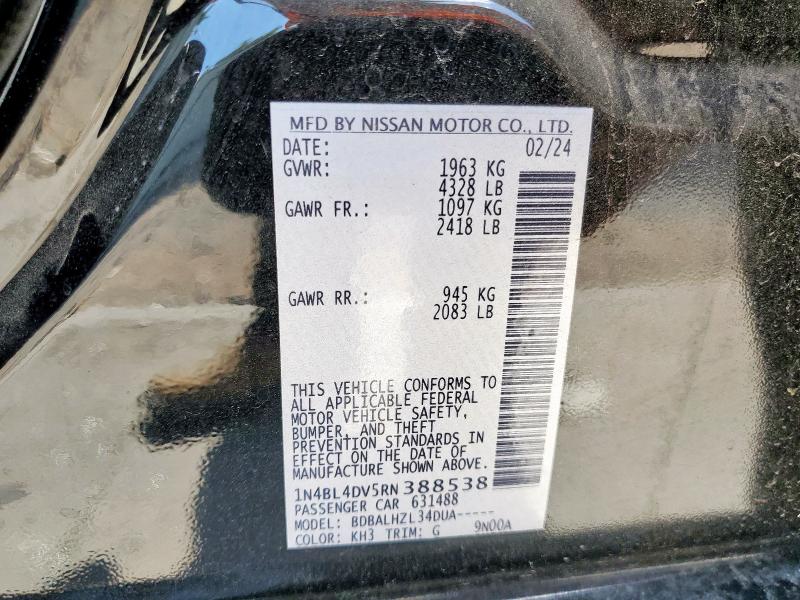 MFD BY NISSAN MOTOR CO., LTD.
DATE: 02/24
GVWR: 1963 KG
4328 LB
GAWR FR.: 1097 KG
2418 LB
GAWR RR.: 945 KG
2083 LB
THIS VEHICLE CONFORMS TO
ALL APPLICABLE FEDERAL
MOTOR VEHICLE SAFETY,
BUMPER, AND THEFT
PREVENTION STANDARDS IN
EFFECT ON THE DATE OF
MANUFACTURE SHOWN ABOVE.
1N4BL4DV5RN388538
PASSENGER CAR 631488
MODEL: BDBALHZL34DUA-----
COLOR: KH3 TRIM: G 9N00A